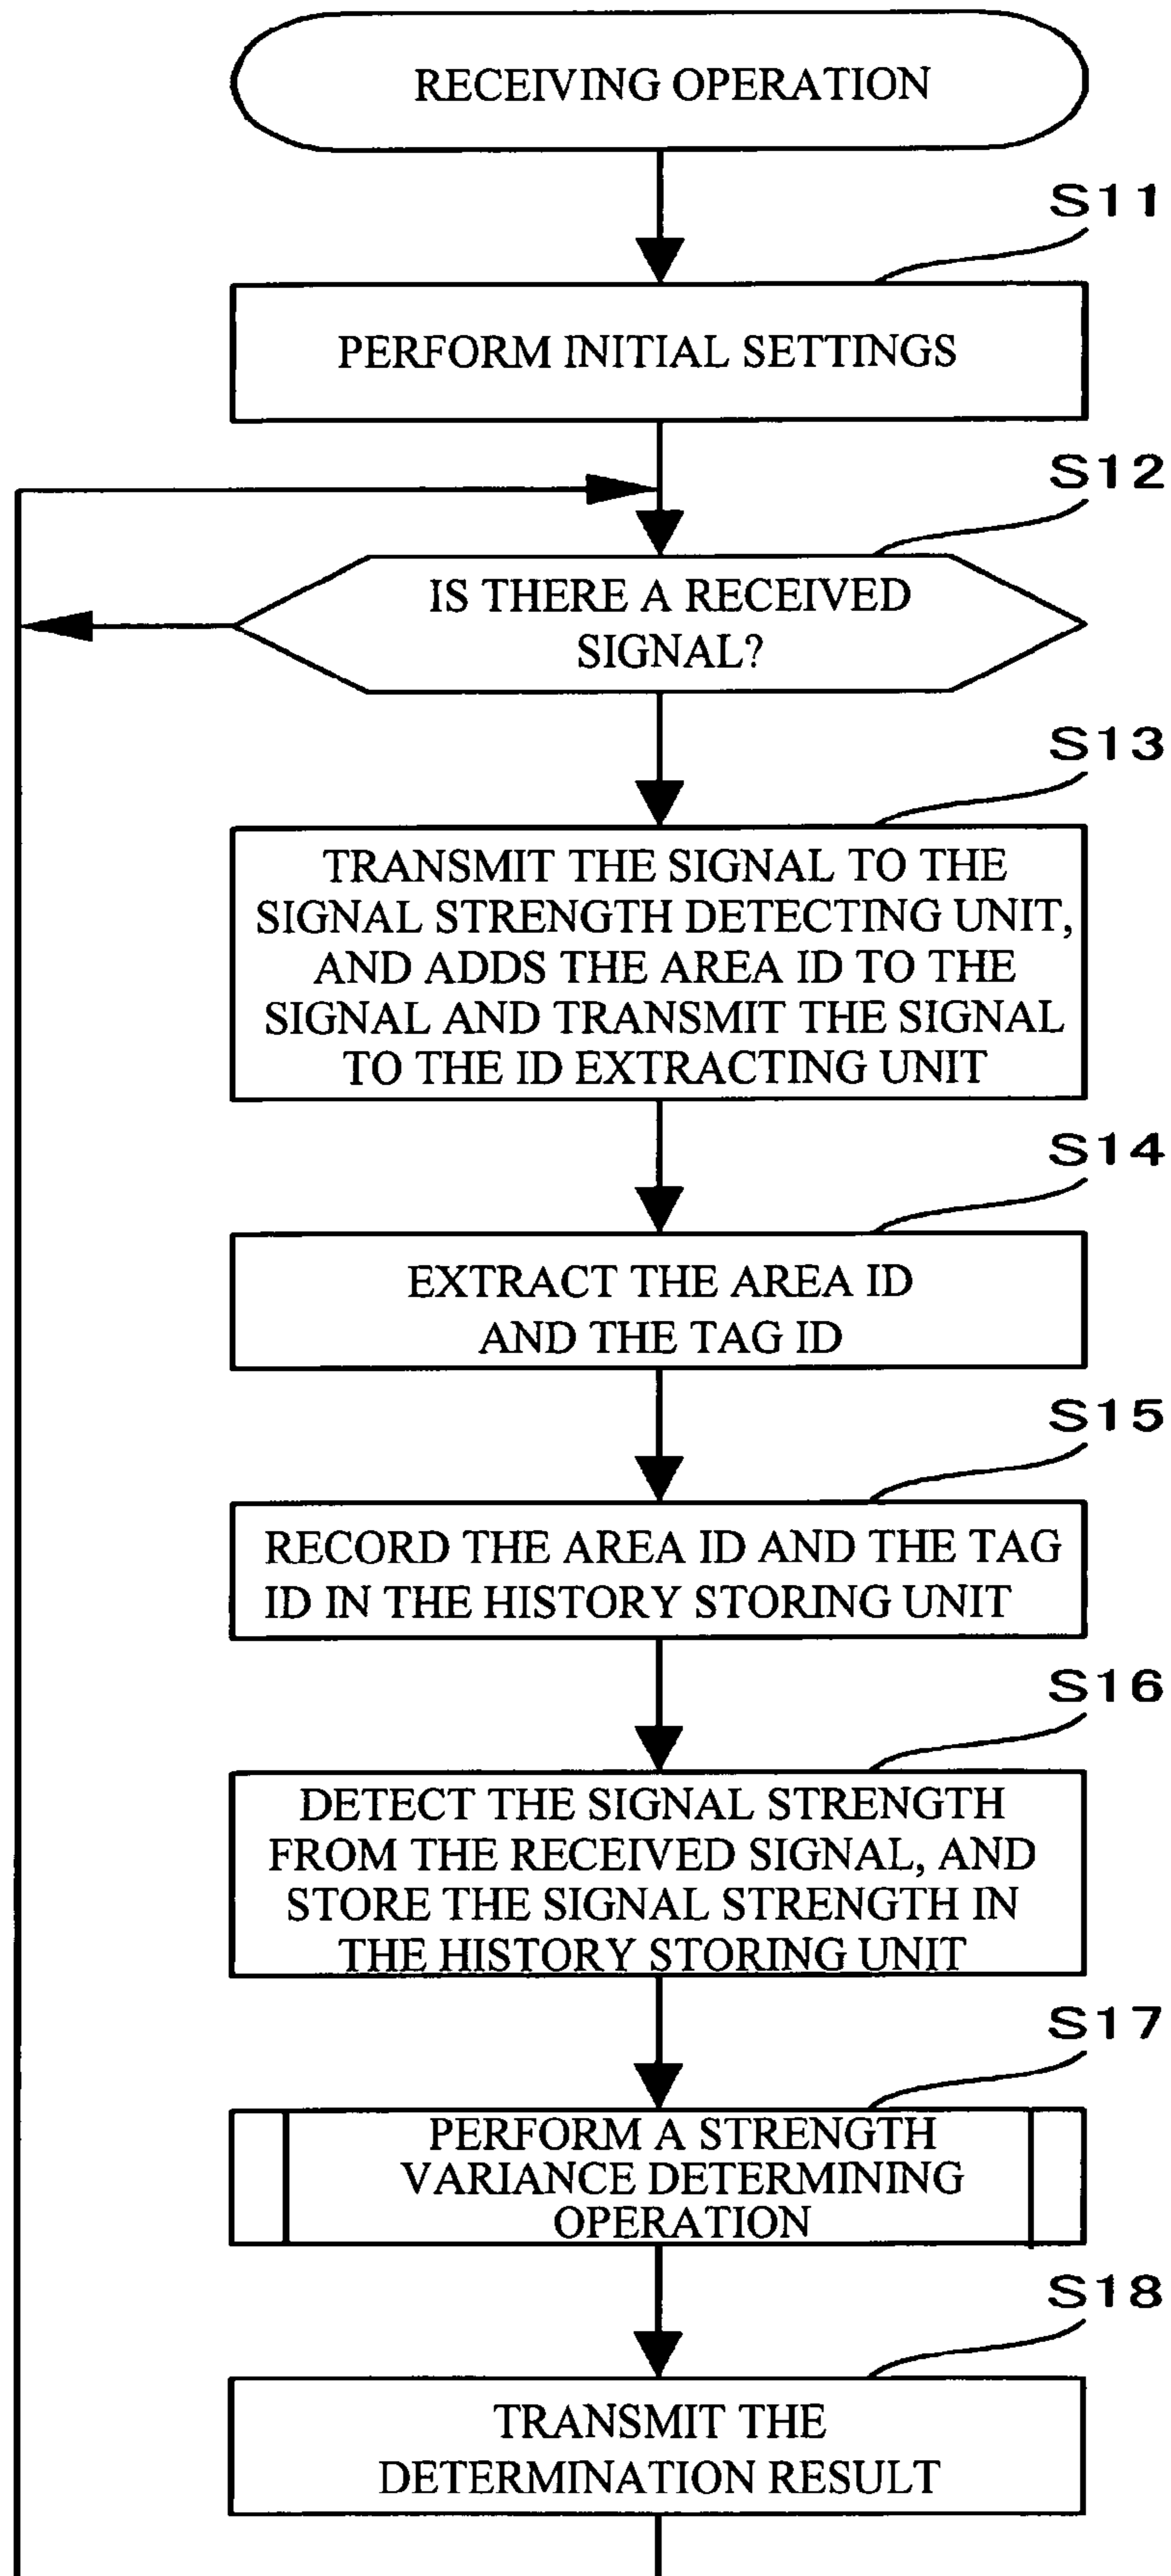 RECEIVING OPERATION
S11
PERFORM INITIAL SETTINGS
S12
IS THERE A RECEIVED
SIGNAL?
S13
TRANSMIT THE SIGNAL TO THE
SIGNAL STRENGTH DETECTING UNIT,
AND ADDS THE AREA ID TO THE
SIGNAL AND TRANSMIT THE SIGNAL
TO THE ID EXTRACTING UNIT
S14
EXTRACT THE AREA ID
AND THE TAG ID
S15
RECORD THE AREA ID AND THE TAG
ID IN THE HISTORY STORING UNIT
S16
DETECT THE SIGNAL STRENGTH
FROM THE RECEIVED SIGNAL, AND
STORE THE SIGNAL STRENGTH IN
THE HISTORY STORING UNIT
S17
PERFORM A STRENGTH
VARIANCE DETERMINING
OPERATION
S18
TRANSMIT THE
DETERMINATION RESULT